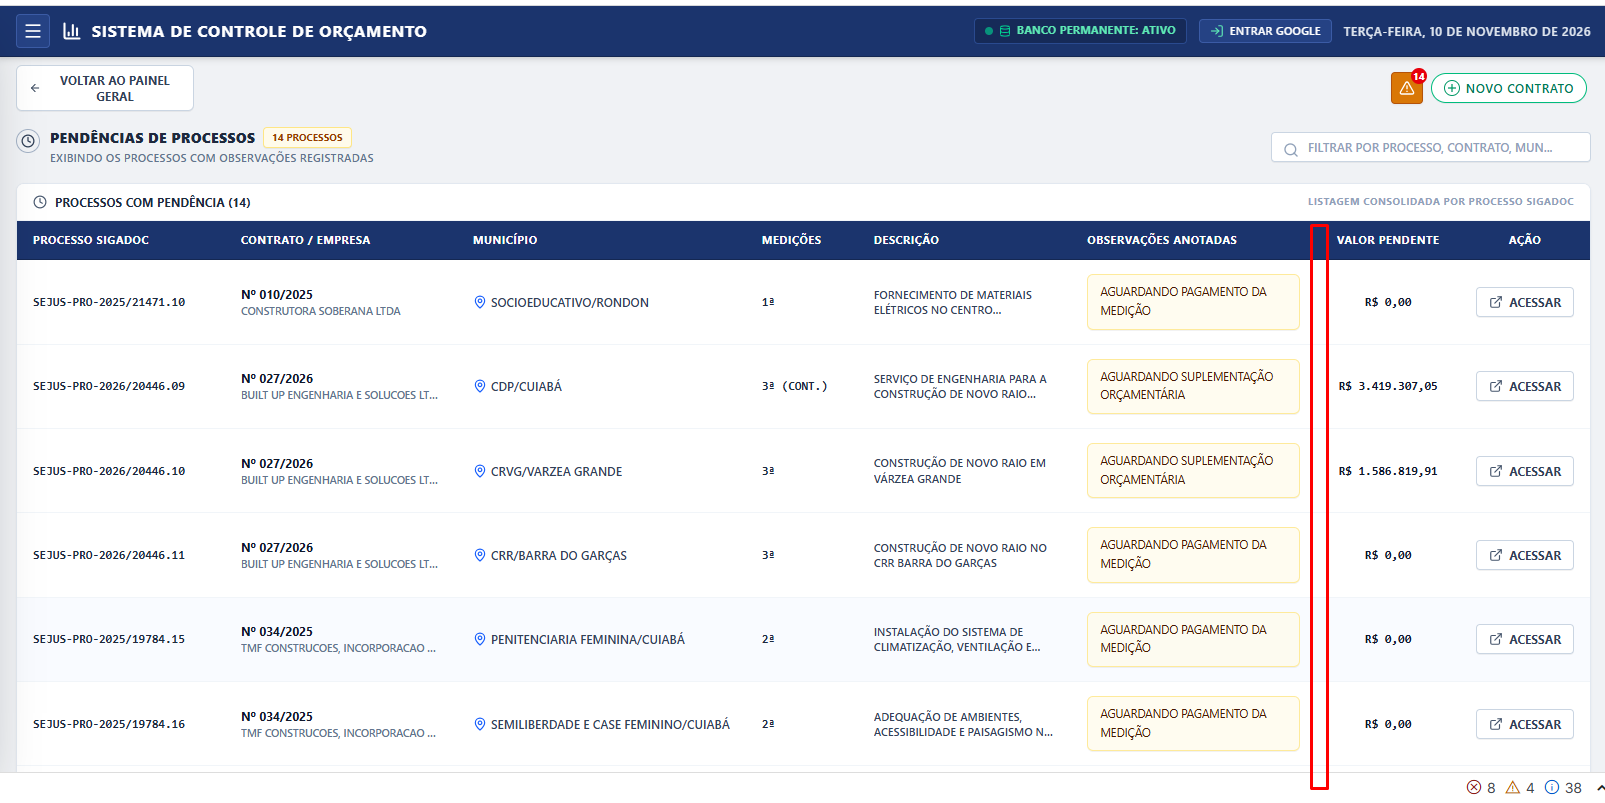 SISTEMA DE CONTROLE DE ORÇAMENTO
BANCO PERMANENTE: ATIVO
ENTRAR GOOGLE
TERÇA-FEIRA, 10 DE NOVEMBRO DE 2026
VOLTAR AO PAINEL
GERAL
14
NOVO CONTRATO
PENDÊNCIAS DE PROCESSOS
14 PROCESSOS
EXIBINDO OS PROCESSOS COM OBSERVAÇÕES REGISTRADAS
FILTRAR POR PROCESSO, CONTRATO, MUN...
PROCESSOS COM PENDÊNCIA (14)
LISTAGEM CONSOLIDADA POR PROCESSO SIGADOC
PROCESSO SIGADOC CONTRATO / EMPRESA MUNICÍPIO MEDIÇÕES DESCRIÇÃO OBSERVAÇÕES ANOTADAS VALOR PENDENTE AÇÃO
SEJUS-PRO-2025/21471.10
Nº 010/2025
CONSTRUTORA SOBERANA LTDA
SOCIOEDUCATIVO/RONDON
1ª
FORNECIMENTO DE MATERIAIS
ELÉTRICOS NO CENTRO...
AGUARDANDO PAGAMENTO DA
MEDIÇÃO
R$ 0,00
ACESSAR
SEJUS-PRO-2026/20446.09
Nº 027/2026
BUILT UP ENGENHARIA E SOLUCOES LT...
CDP/CUIABÁ
3ª (CONT.)
SERVIÇO DE ENGENHARIA PARA A
CONSTRUÇÃO DE NOVO RAIO...
AGUARDANDO SUPLEMENTAÇÃO
ORÇAMENTÁRIA
R$ 3.419.307,05
ACESSAR
SEJUS-PRO-2026/20446.10
Nº 027/2026
BUILT UP ENGENHARIA E SOLUCOES LT...
CRVG/VARZEA GRANDE
3ª
CONSTRUÇÃO DE NOVO RAIO EM
VÁRZEA GRANDE
AGUARDANDO SUPLEMENTAÇÃO
ORÇAMENTÁRIA
R$ 1.586.819,91
ACESSAR
SEJUS-PRO-2026/20446.11
Nº 027/2026
BUILT UP ENGENHARIA E SOLUCOES LT...
CRR/BARRA DO GARÇAS
3ª
CONSTRUÇÃO DE NOVO RAIO NO
CRR BARRA DO GARÇAS
AGUARDANDO PAGAMENTO DA
MEDIÇÃO
R$ 0,00
ACESSAR
SEJUS-PRO-2025/19784.15
Nº 034/2025
TMF CONSTRUCOES, INCORPORACAO ...
PENITENCIARIA FEMININA/CUIABÁ
2ª
INSTALAÇÃO DO SISTEMA DE
CLIMATIZAÇÃO, VENTILAÇÃO E...
AGUARDANDO PAGAMENTO DA
MEDIÇÃO
R$ 0,00
ACESSAR
SEJUS-PRO-2025/19784.16
Nº 034/2025
TMF CONSTRUCOES, INCORPORACAO ...
SEMILIBERDADE E CASE FEMININO/CUIABÁ
2ª
ADEQUAÇÃO DE AMBIENTES,
ACESSIBILIDADE E PAISAGISMO N...
AGUARDANDO PAGAMENTO DA
MEDIÇÃO
R$ 0,00
ACESSAR
8 4 38